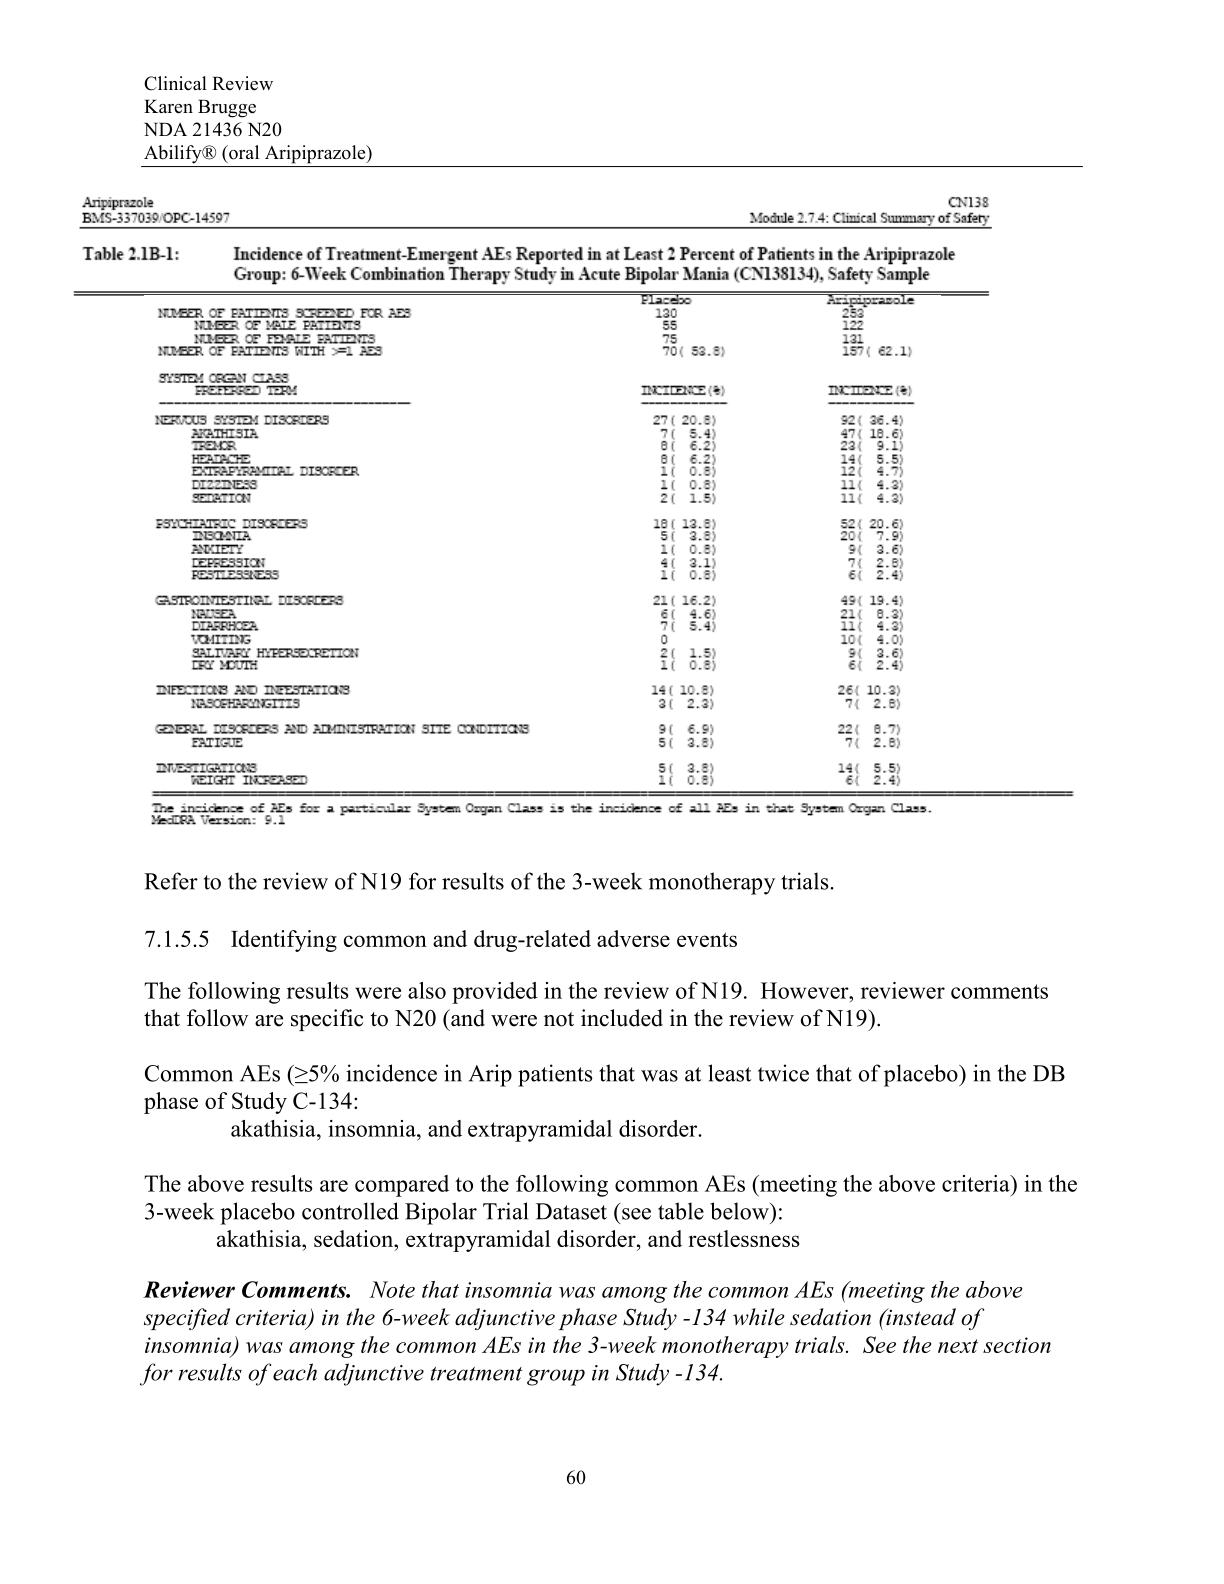 Clinical Review
Karen Brugge
NDA 21436 N20
Abilify® (oral Aripiprazole)
Aripiprazole CN138
BMS-337039/OPC-14597 Module 2.7.4: Clinical Summary of Safety
Table 2.1B-1: Incidence of Treatment-Emergent AEs Reported in at Least 2 Percent of Patients in the Aripiprazole
Group: 6-Week Combination Therapy Study in Acute Bipolar Mania (CN138134), Safety Sample
Placebo Aripiprazole
NUMBER OF PATIENTS SCREENED FOR AES 130 253
NUMBER OF MALE PATIENTS 55 122
NUMBER OF FEMALE PATIENTS 75 131
NUMBER OF PATIENTS WITH >=1 AES 70( 53.8) 157( 62.1)
SYSTEM ORGAN CLASS
PREFERRED TERM INCIDENCE(%) INCIDENCE(%)
NERVOUS SYSTEM DISORDERS 27( 20.8) 92( 36.4)
AKATHISIA 7( 5.4) 47( 18.6)
TREMOR 8( 6.2) 23( 9.1)
HEADACHE 8( 6.2) 14( 5.5)
EXTRAPYRAMIDAL DISORDER 1( 0.8) 12( 4.7)
DIZZINESS 1( 0.8) 11( 4.3)
SEDATION 2( 1.5) 11( 4.3)
PSYCHIATRIC DISORDERS 18( 13.8) 52( 20.6)
INSOMNIA 5( 3.8) 20( 7.9)
ANXIETY 1( 0.8) 9( 3.6)
DEPRESSION 4( 3.1) 7( 2.8)
RESTLESSNESS 1( 0.8) 6( 2.4)
GASTROINTESTINAL DISORDERS 21( 16.2) 49( 19.4)
NAUSEA 6( 4.6) 21( 8.3)
DIARRHOEA 7( 5.4) 11( 4.3)
VOMITING 0 10( 4.0)
SALIVARY HYPERSECRETION 2( 1.5) 9( 3.6)
DRY MOUTH 1( 0.8) 6( 2.4)
INFECTIONS AND INFESTATIONS 14( 10.8) 26( 10.3)
NASOPHARYNGITIS 3( 2.3) 7( 2.8)
GENERAL DISORDERS AND ADMINISTRATION SITE CONDITIONS 9( 6.9) 22( 8.7)
FATIGUE 5( 3.8) 7( 2.8)
INVESTIGATIONS 5( 3.8) 14( 5.5)
WEIGHT INCREASED 1( 0.8) 6( 2.4)
The incidence of AEs for a particular System Organ Class is the incidence of all AEs in that System Organ Class.
MedDRA Version: 9.1
Refer to the review of N19 for results of the 3-week monotherapy trials.
7.1.5.5 Identifying common and drug-related adverse events
The following results were also provided in the review of N19. However, reviewer comments
that follow are specific to N20 (and were not included in the review of N19).
Common AEs (≥5% incidence in Arip patients that was at least twice that of placebo) in the DB
phase of Study C-134:
akathisia, insomnia, and extrapyramidal disorder.
The above results are compared to the following common AEs (meeting the above criteria) in the
3-week placebo controlled Bipolar Trial Dataset (see table below):
akathisia, sedation, extrapyramidal disorder, and restlessness
Reviewer Comments. Note that insomnia was among the common AEs (meeting the above
specified criteria) in the 6-week adjunctive phase Study -134 while sedation (instead of
insomnia) was among the common AEs in the 3-week monotherapy trials. See the next section
for results of each adjunctive treatment group in Study -134.
60